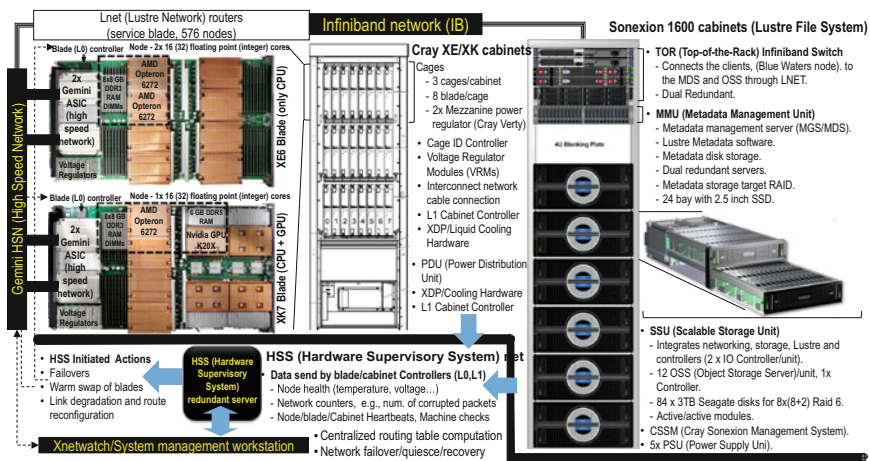 Lnet (Lustre Network) routers
(service blade, 576 nodes)
Infiniband network (IB)
Gemini HSN (High Speed Network)
Blade (L0) controller
Node - 2x 16 (32) floating point (integer) cores
2x
Gemini
ASIC
(high
speed
network)
8x8 GB
DDR3
RAM
DIMMs
AMD
Opteron
6272
AMD
Opteron
6272
Voltage
Regulators
XE6 Blade (only CPU)
Blade (L0) controller
Node - 1x 16 (32) floating point (integer) cores
2x
Gemini
ASIC
(high
speed
network)
8x8 GB
DDR3
RAM
DIMMs
AMD
Opteron
6272
6 GB DDR5
RAM
Nvidia GPU
K20X
Voltage
Regulators
XK7 Blade (CPU + GPU)
0 1 2 3 4 5 6 7
Cray XE/XK cabinets
Cages
- 3 cages/cabinet
- 8 blade/cage
- 2x Mezzanine power
regulator (Cray Verty)
• Cage ID Controller
• Voltage Regulator
Modules (VRMs)
• Interconnect network
cable connection
• L1 Cabinet Controller
• XDP/Liquid Cooling
Hardware
• PDU (Power Distribution
Unit)
• XDP/Cooling Hardware
• L1 Cabinet Controller
Sonexion 1600 cabinets (Lustre File System)
4U Blanking Plate
• TOR (Top-of-the-Rack) Infiniband Switch
- Connects the clients, (Blue Waters node). to
the MDS and OSS through LNET.
- Dual Redundant.
• MMU (Metadata Management Unit)
- Metadata management server (MGS/MDS).
- Lustre Metadata software.
- Metadata disk storage.
- Dual redundant servers.
- Metadata storage target RAID.
- 24 bay with 2.5 inch SSD.
• SSU (Scalable Storage Unit)
- Integrates networking, storage, Lustre and
controllers (2 x IO Controller/unit).
- 12 OSS (Object Storage Server)/unit, 1x
Controller.
- 84 x 3TB Seagate disks for 8x(8+2) Raid 6.
- Active/active modules.
• CSSM (Cray Sonexion Management System).
• 5x PSU (Power Supply Uni).
• HSS Initiated Actions
• Failovers
• Warm swap of blades
• Link degradation and route
reconfiguration
HSS (Hardware
Supervisory
System)
redundant server
HSS (Hardware Supervisory System) net
• Data send by blade/cabinet Controllers (L0,L1)
- Node health (temperature, voltage…)
- Network counters, e.g., num. of corrupted packets
- Node/blade/Cabinet Heartbeats, Machine checks
Xnetwatch/System management workstation
• Centralized routing table computation
• Network failover/quiesce/recovery